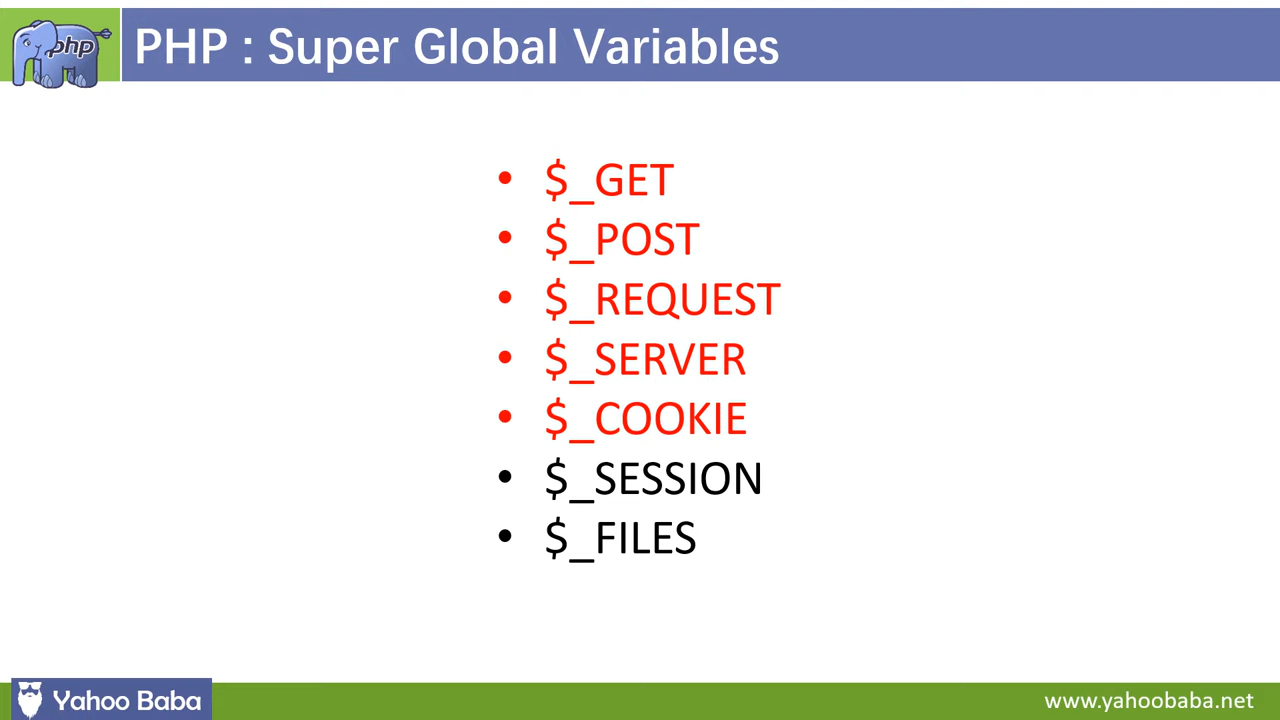 php
PHP : Super Global Variables
• $_GET
• $_POST
• $_REQUEST
• $_SERVER
• $_COOKIE
• $_SESSION
• $_FILES
Yahoo Baba
www.yahoobaba.net